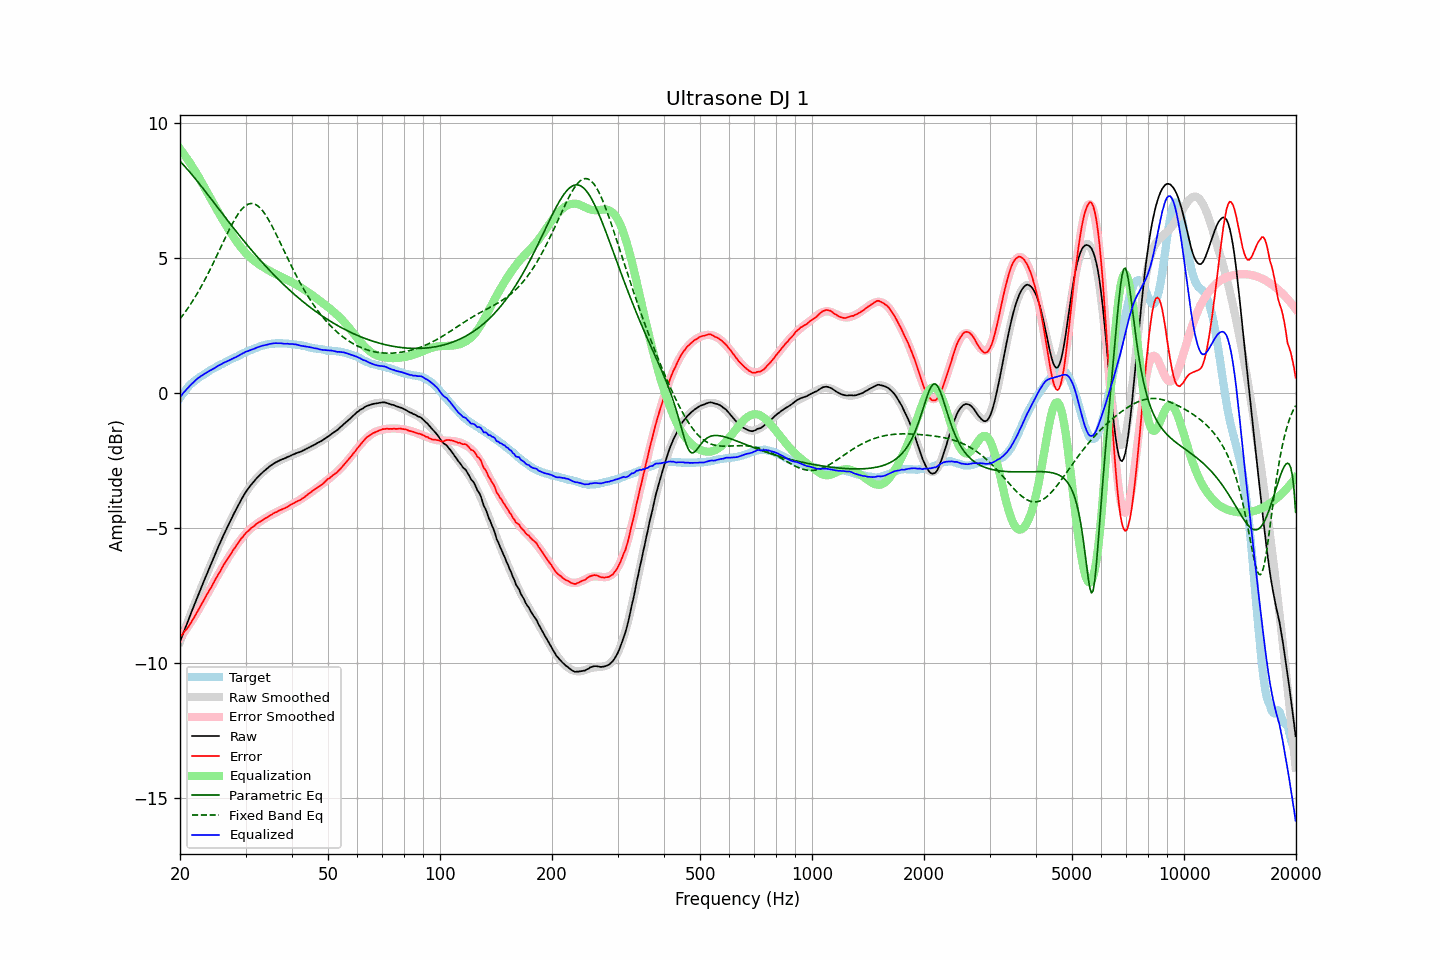 Ultrasone DJ 1
10
5
0
−5
−10
−15
Amplitude (dBr)
Target
Raw Smoothed
Error Smoothed
Raw
Error
Equalization
Parametric Eq
Fixed Band Eq
Equalized
20 50 100 200 500 1000 2000 5000 10000 20000
Frequency (Hz)